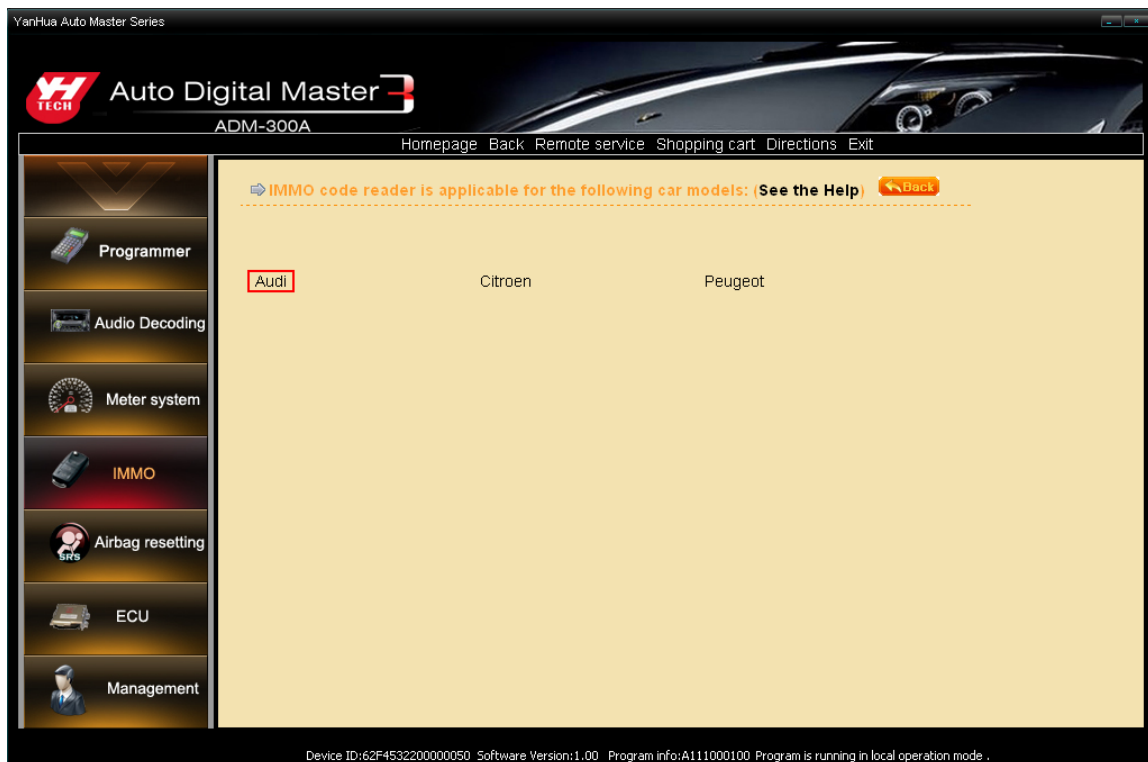 YanHua Auto Master Series
YH
TECH
Auto Digital Master 3
ADM-300A
Homepage Back Remote service Shopping cart Directions Exit
IMMO code reader is applicable for the following car models: (See the Help) Back
Programmer
Audi Citroen Peugeot
Audio Decoding
Meter system
IMMO
SRS
Airbag resetting
ECU
Management
Device ID:62F4532200000050 Software Version:1.00 Program info:A111000100 Program is running in local operation mode .